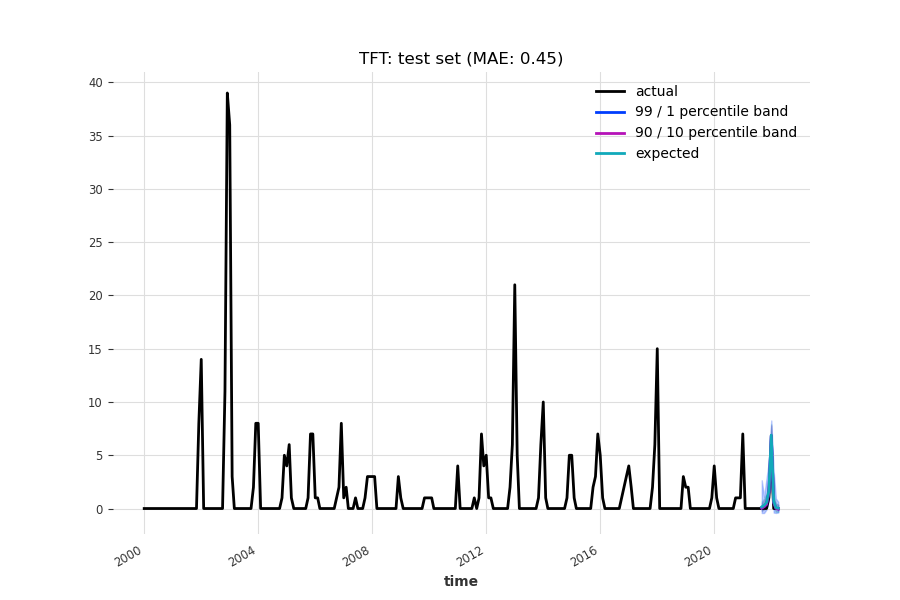 TFT: test set (MAE: 0.45)
actual
99 / 1 percentile band
90 / 10 percentile band
expected
40
35
30
25
20
15
10
5
0
2000
2004
2008
2012
2016
2020
time